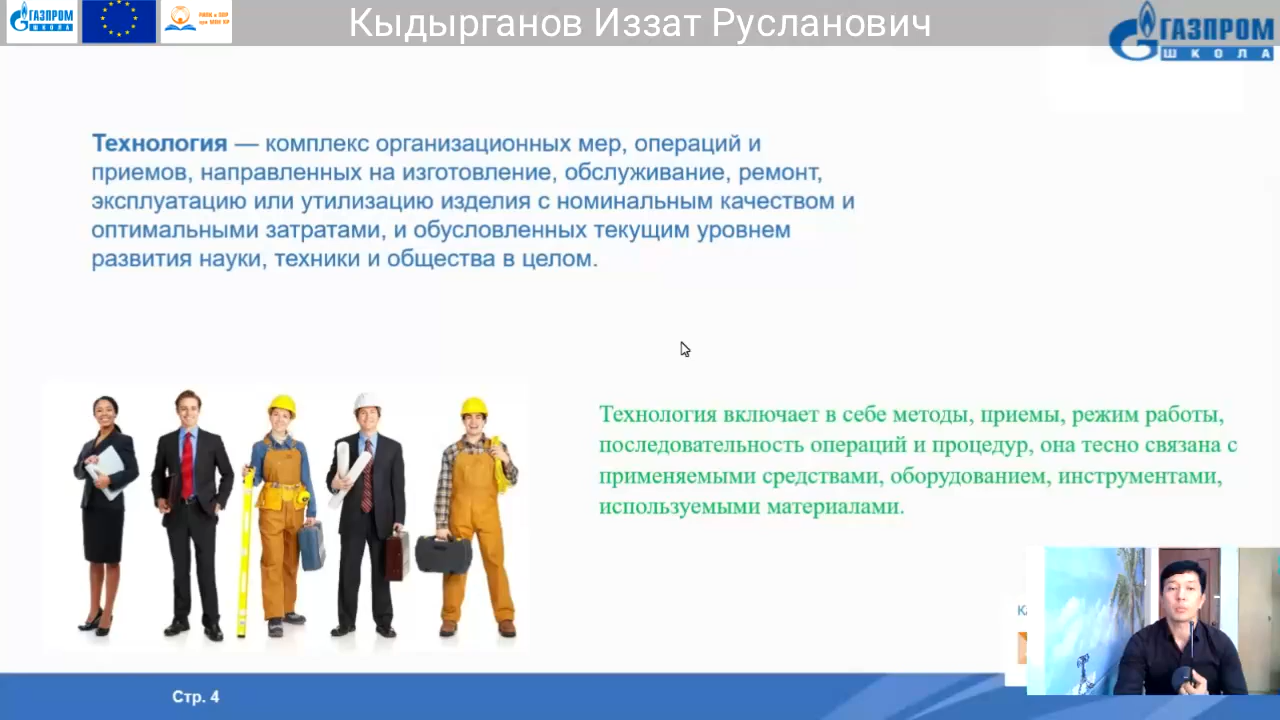 ГАЗПРОМ
ШКОЛА
Кыдырганов Иззат Русланович
ГАЗПРОМ
ШКОЛА
Технология — комплекс организационных мер, операций и
приемов, направленных на изготовление, обслуживание, ремонт,
эксплуатацию или утилизацию изделия с номинальным качеством и
оптимальными затратами, и обусловленных текущим уровнем
развития науки, техники и общества в целом.
Технология включает в себе методы, приемы, режим работы,
последовательность операций и процедур, она тесно связана с
применяемыми средствами, оборудованием, инструментами,
используемыми материалами.
Стр. 4